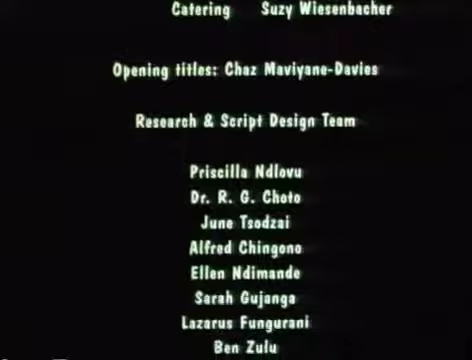 Catering Suzy Wiesenbacher
Opening titles: Chaz Maviyane-Davies
Research & Script Design Team
Priscilla Ndlovu
Dr. R. G. Choto
June Tsodzai
Alfred Chingono
Ellen Ndimande
Sarah Gujanga
Lazarus Fungurani
Ben Zulu